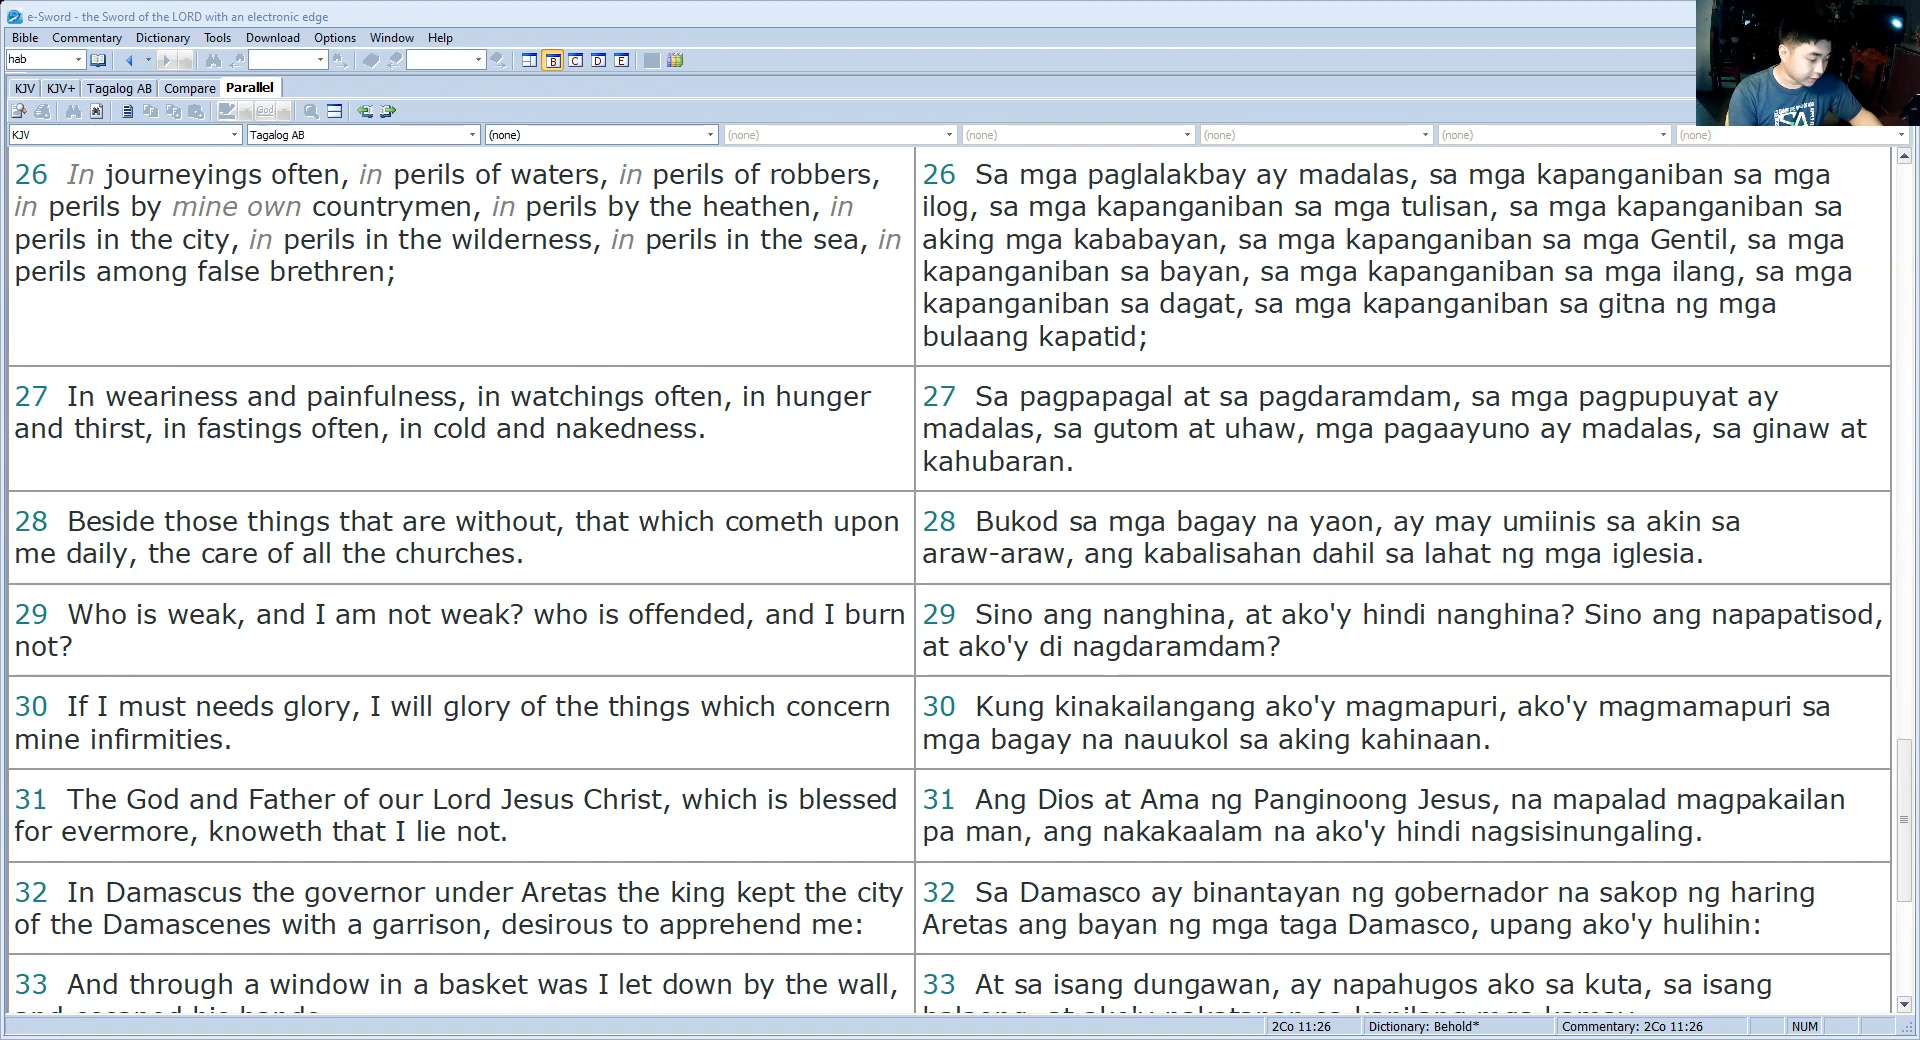 e-Sword - the Sword of the LORD with an electronic edge
Bible Commentary Dictionary Tools Download Options Window Help
hab
B C D E
KJV KJV+ Tagalog AB Compare Parallel
God
KJV Tagalog AB (none) (none) (none) (none) (none) (none)
26 In journeyings often, in perils of waters, in perils of robbers,
in perils by mine own countrymen, in perils by the heathen, in
perils in the city, in perils in the wilderness, in perils in the sea, in
perils among false brethren;
26 Sa mga paglalakbay ay madalas, sa mga kapanganiban sa mga
ilog, sa mga kapanganiban sa mga tulisan, sa mga kapanganiban sa
aking mga kababayan, sa mga kapanganiban sa mga Gentil, sa mga
kapanganiban sa bayan, sa mga kapanganiban sa mga ilang, sa mga
kapanganiban sa dagat, sa mga kapanganiban sa gitna ng mga
bulaang kapatid;
27 In weariness and painfulness, in watchings often, in hunger
and thirst, in fastings often, in cold and nakedness.
27 Sa pagpapagal at sa pagdaramdam, sa mga pagpupuyat ay
madalas, sa gutom at uhaw, mga pagaayuno ay madalas, sa ginaw at
kahubaran.
28 Beside those things that are without, that which cometh upon
me daily, the care of all the churches.
28 Bukod sa mga bagay na yaon, ay may umiinis sa akin sa
araw-araw, ang kabalisahan dahil sa lahat ng mga iglesia.
29 Who is weak, and I am not weak? who is offended, and I burn
not?
29 Sino ang nanghina, at ako'y hindi nanghina? Sino ang napapatisod,
at ako'y di nagdaramdam?
30 If I must needs glory, I will glory of the things which concern
mine infirmities.
30 Kung kinakailangang ako'y magmapuri, ako'y magmamapuri sa
mga bagay na nauukol sa aking kahinaan.
31 The God and Father of our Lord Jesus Christ, which is blessed
for evermore, knoweth that I lie not.
31 Ang Dios at Ama ng Panginoong Jesus, na mapalad magpakailan
pa man, ang nakakaalam na ako'y hindi nagsisinungaling.
32 In Damascus the governor under Aretas the king kept the city
of the Damascenes with a garrison, desirous to apprehend me:
32 Sa Damasco ay binantayan ng gobernador na sakop ng haring
Aretas ang bayan ng mga taga Damasco, upang ako'y hulihin:
33 And through a window in a basket was I let down by the wall,
33 At sa isang dungawan, ay napahugos ako sa kuta, sa isang
2Co 11:26 Dictionary: Behold* Commentary: 2Co 11:26 NUM